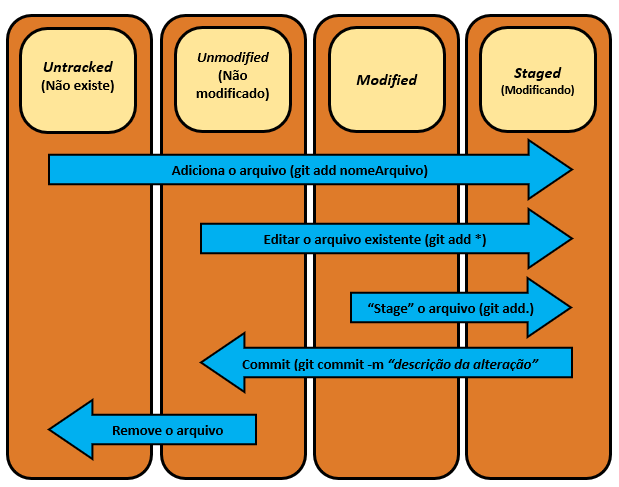 Untracked
(Não existe)
Unmodified
(Não
modificado)
Modified
Staged
(Modificando)
Adiciona o arquivo (git add nomeArquivo)
Editar o arquivo existente (git add *)
“Stage” o arquivo (git add.)
Commit (git commit -m “descrição da alteração”
Remove o arquivo